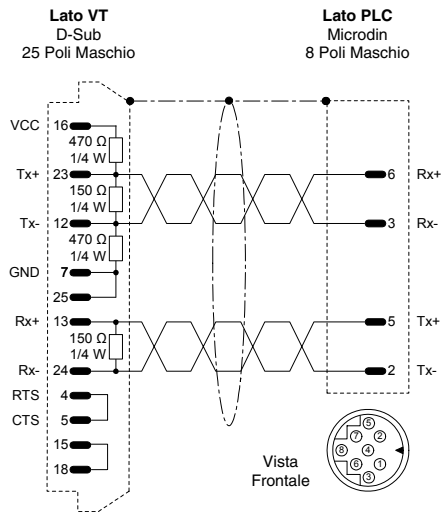 Lato VT
D-Sub
25 Poli Maschio
Lato PLC
Microdin
8 Poli Maschio
VCC 16
470 Ω
1/4 W
Tx+ 23 6 Rx+
150 Ω
1/4 W
Tx- 12 3 Rx-
470 Ω
1/4 W
GND 7
25
Rx+ 13 5 Tx+
150 Ω
1/4 W
Rx- 24 2 Tx-
RTS 4
CTS 5
15
18
Vista
Frontale
5
7 2
8 4
6 1
3